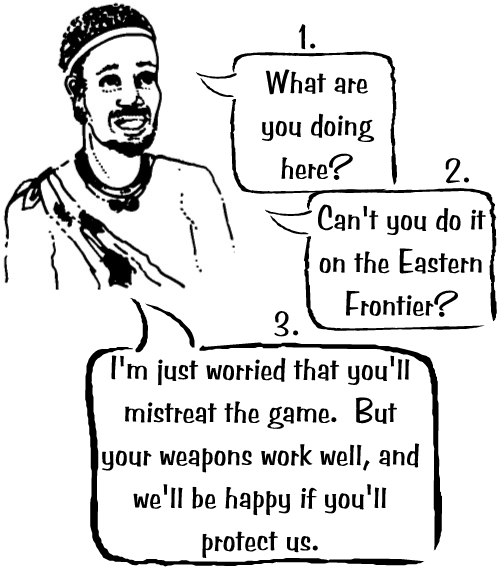 1.
What are
you doing
here?
2.
Can't you do it
on the Eastern
Frontier?
3.
I'm just worried that you'll
mistreat the game. But
your weapons work well, and
we'll be happy if you'll
protect us.